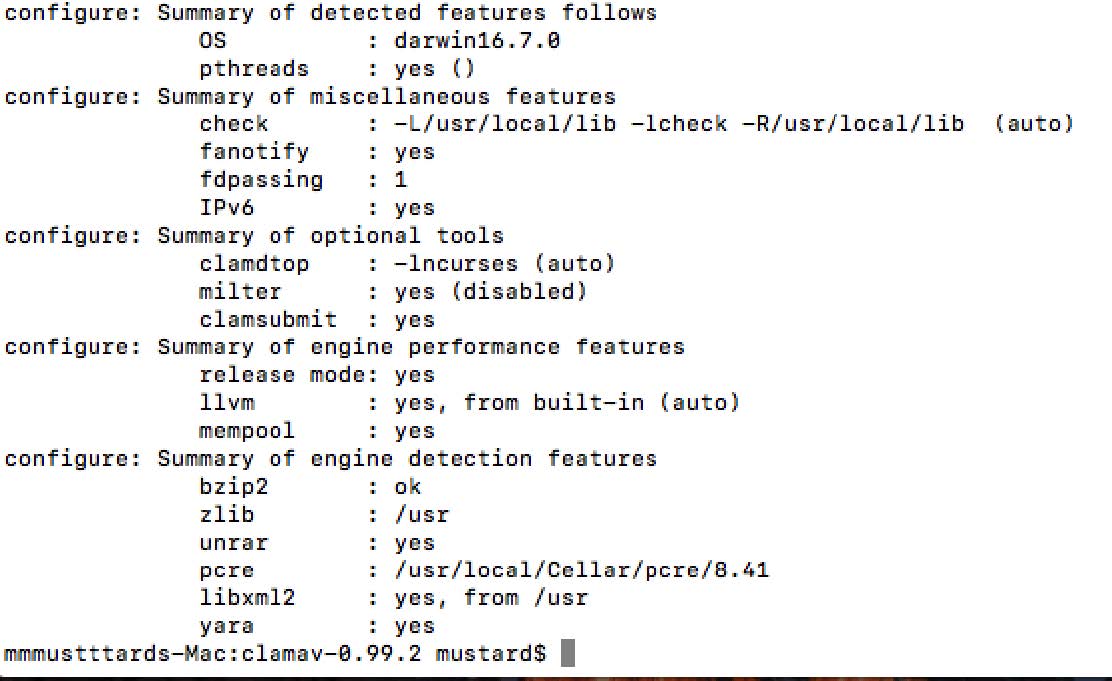 configure: Summary of detected features follows
OS : darwin16.7.0
pthreads : yes ()
configure: Summary of miscellaneous features
check : -L/usr/local/lib -lcheck -R/usr/local/lib (auto)
fanotify : yes
fdpassing : 1
IPv6 : yes
configure: Summary of optional tools
clamdtop : -lncurses (auto)
milter : yes (disabled)
clamsubmit : yes
configure: Summary of engine performance features
release mode: yes
llvm : yes, from built-in (auto)
mempool : yes
configure: Summary of engine detection features
bzip2 : ok
zlib : /usr
unrar : yes
pcre : /usr/local/Cellar/pcre/8.41
libxml2 : yes, from /usr
yara : yes
mmmustttards-Mac:clamav-0.99.2 mustard$